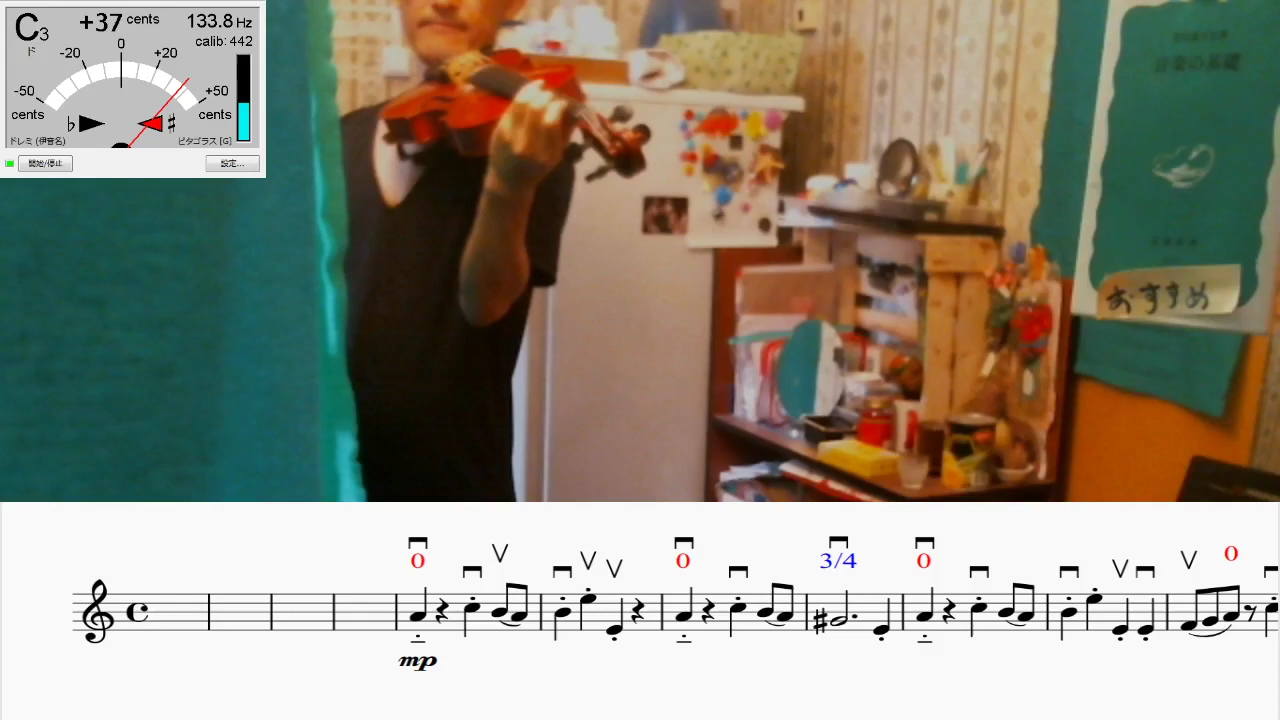 C3
ド
+37 cents
133.8 Hz
calib: 442
-50 cents
-20
0
+20
+50 cents
♭
♯
ドレミ (伊音名)
ピタゴラス [G]
開始/停止
設定...
音楽の基礎
おすすめ
0
0
3/4
0
0
mp